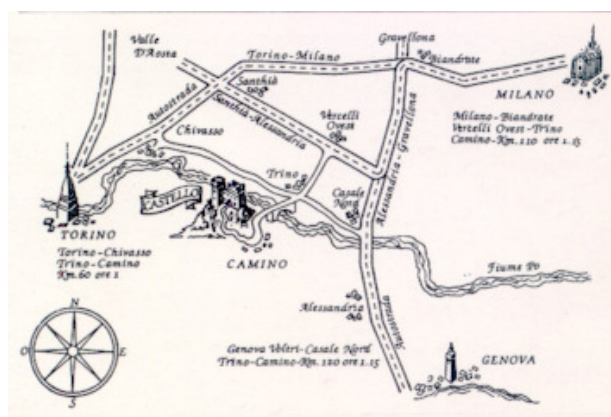 Valle
D'Aosta
Torino-Milano
Gravellona
Biandrate
MILANO
Autostrada
Santhià
Santhià-Alessandria
Vercelli
Ovest
Alessandria-Gravellona
Milano-Biandrate
Vercelli Ovest-Trino
Camino-Km. 110 ore 1.15
Chivasso
Trino
Casale
Nord
CASTELLO
TORINO
Torino-Chivasso
Trino-Camino
Km. 60 ore 1
CAMINO
Fiume Po
Alessandria
Autostrada
Genova Voltri-Casale Nord
Trino-Camino-Km. 120 ore 1.15
GENOVA
N
O
E
S